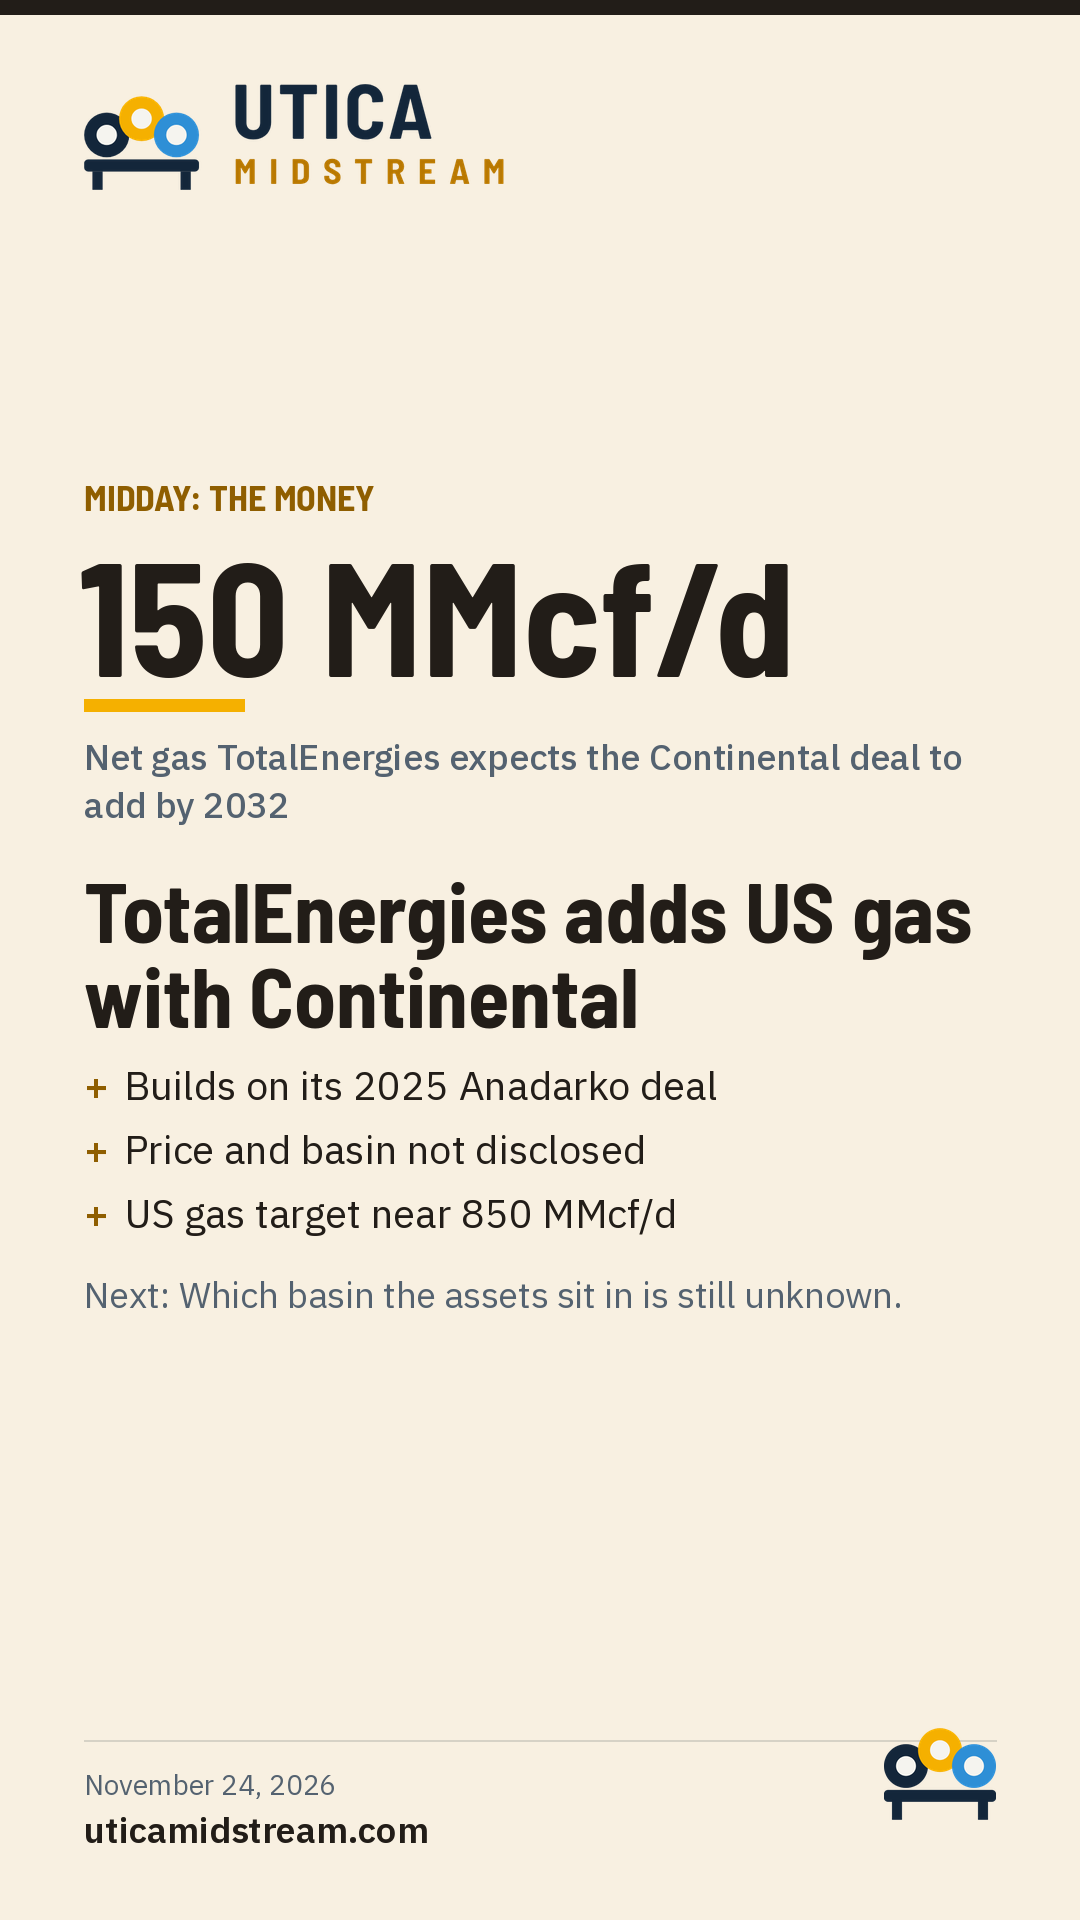 UTICA
MIDSTREAM
MIDDAY: THE MONEY
150 MMcf/d
Net gas TotalEnergies expects the Continental deal to
add by 2032
TotalEnergies adds US gas
with Continental
+ Builds on its 2025 Anadarko deal
+ Price and basin not disclosed
+ US gas target near 850 MMcf/d
Next: Which basin the assets sit in is still unknown.
November 24, 2026
uticamidstream.com